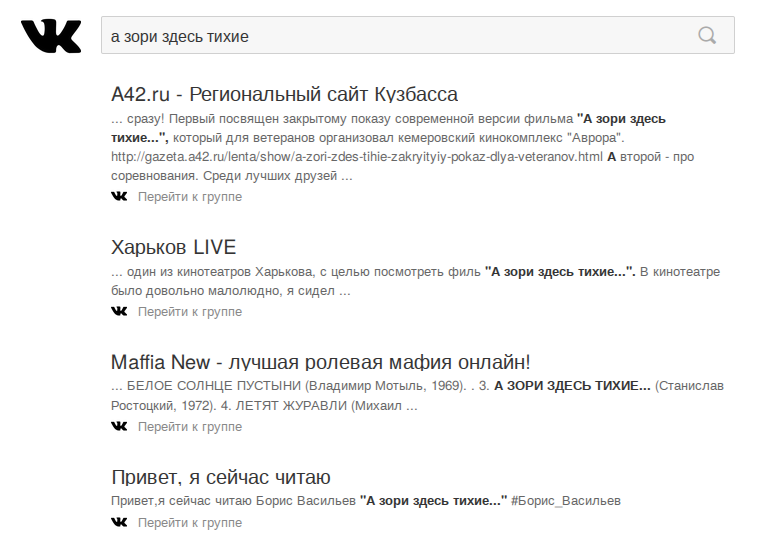 а зори здесь тихие
A42.ru - Региональный сайт Кузбасса
... сразу! Первый посвящен закрытому показу современной версии фильма "А зори здесь
тихие...", который для ветеранов организовал кемеровский кинокомплекс "Аврора".
http://gazeta.a42.ru/lenta/show/a-zori-zdes-tihie-zakryityiy-pokaz-dlya-veteranov.html А второй - про
соревнования. Среди лучших друзей ...
Перейти к группе
Харьков LIVE
... один из кинотеатров Харькова, с целью посмотреть филь "А зори здесь тихие...". В кинотеатре
было довольно малолюдно, я сидел ...
Перейти к группе
Maffia New - лучшая ролевая мафия онлайн!
... БЕЛОЕ СОЛНЦЕ ПУСТЫНИ (Владимир Мотыль, 1969). . 3. А ЗОРИ ЗДЕСЬ ТИХИЕ... (Станислав
Ростоцкий, 1972). 4. ЛЕТЯТ ЖУРАВЛИ (Михаил ...
Перейти к группе
Привет, я сейчас читаю
Привет,я сейчас читаю Борис Васильев "А зори здесь тихие..." #Борис_Васильев
Перейти к группе